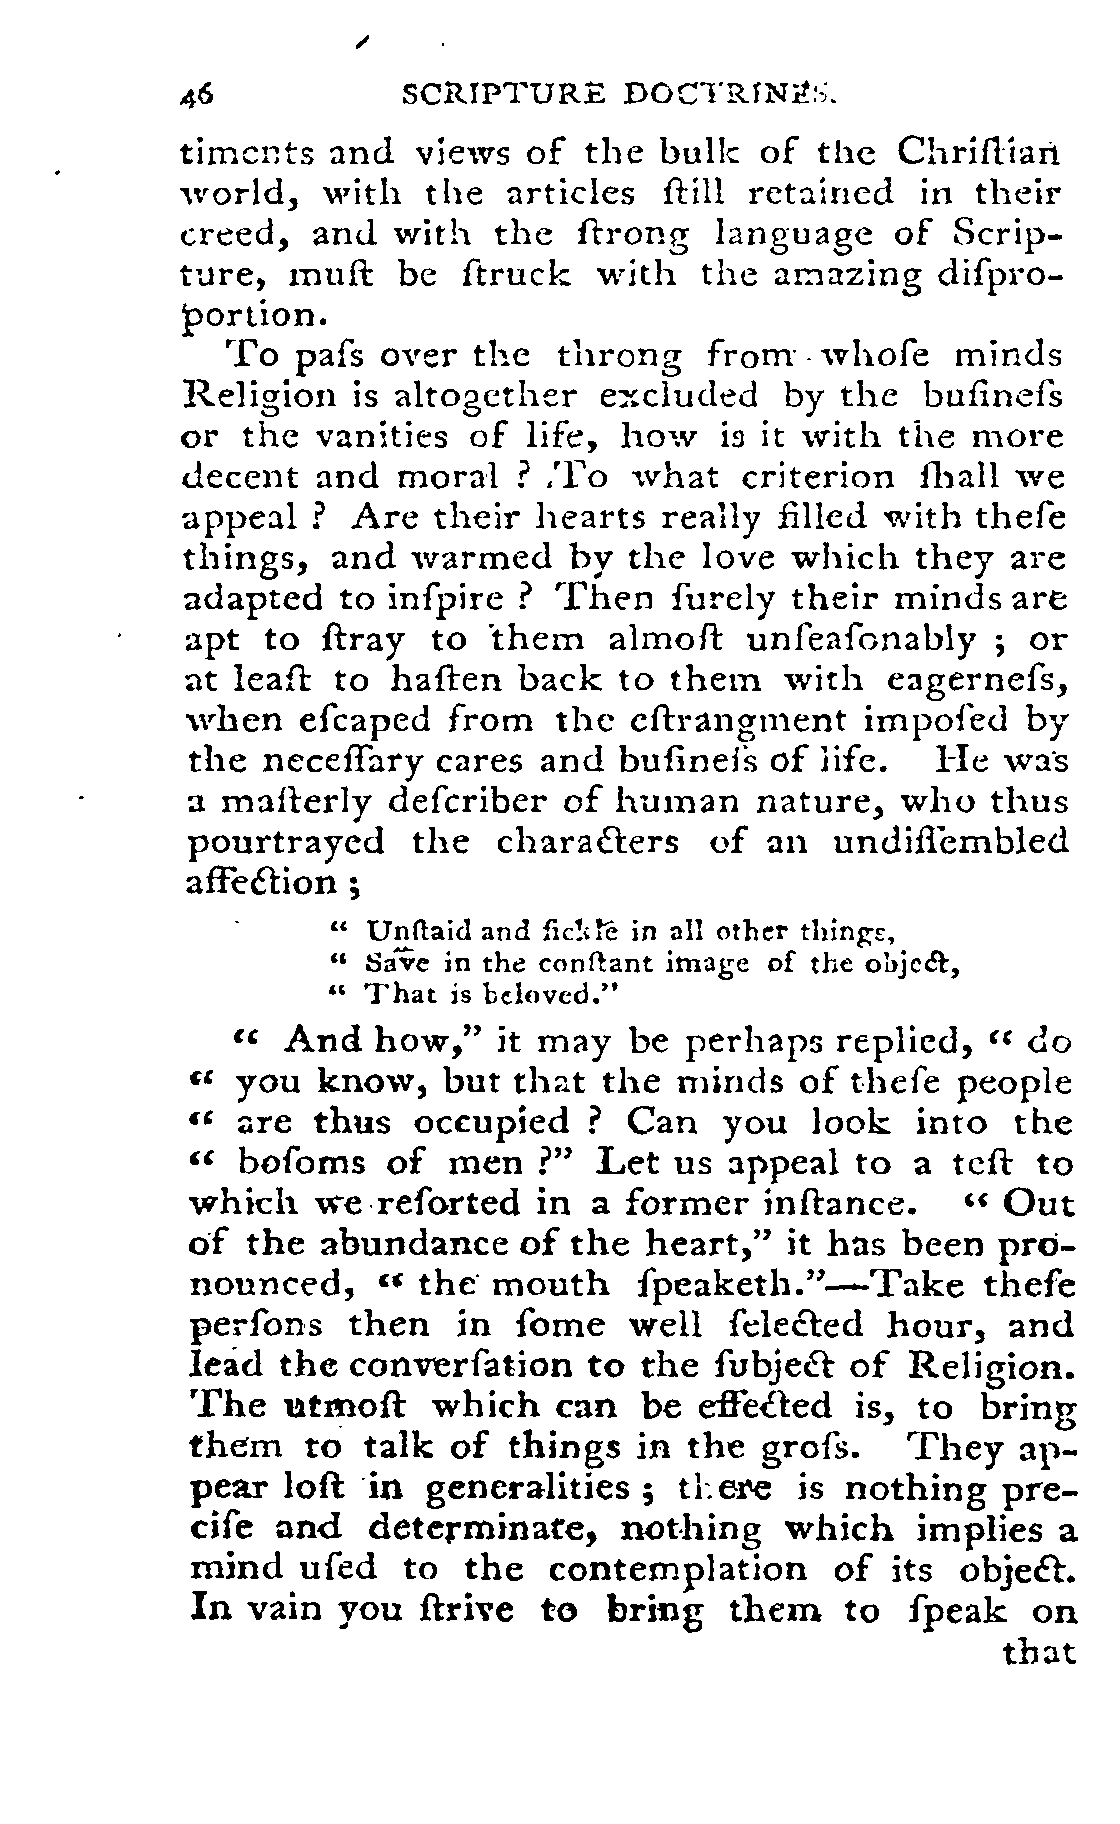 46 SCRIPTURE DOCTRINES.
timents and views of the bulk of the Chriſtian
world, with the articles ſtill retained in their
creed, and with the ſtrong language of Scrip-
ture, muſt be ſtruck with the amazing diſpro-
portion.
To paſs over the throng from whoſe minds
Religion is altogether excluded by the buſineſs
or the vanities of life, how is it with the more
decent and moral ? To what criterion ſhall we
appeal ? Are their hearts really filled with theſe
things, and warmed by the love which they are
adapted to inſpire ? Then ſurely their minds are
apt to ſtray to them almoſt unſeaſonably ; or
at leaſt to haſten back to them with eagerneſs,
when eſcaped from the eſtrangment impoſed by
the neceſſary cares and buſineſs of life. He was
a maſterly deſcriber of human nature, who thus
pourtrayed the characters of an undiſſembled
affection ;
“ Unſtaid and fickle in all other things,
“ Save in the conſtant image of the object,
“ That is beloved.”
“ And how,” it may be perhaps replied, “ do
“ you know, but that the minds of theſe people
“ are thus occupied ? Can you look into the
“ boſoms of men ?” Let us appeal to a teſt to
which we reſorted in a former inſtance. “ Out
of the abundance of the heart,” it has been pro-
nounced, “ the mouth ſpeaketh.”—Take theſe
perſons then in ſome well ſelected hour, and
lead the converſation to the ſubject of Religion.
The utmoſt which can be effected is, to bring
them to talk of things in the groſs. They ap-
pear loſt in generalities ; there is nothing pre-
ciſe and determinate, nothing which implies a
mind uſed to the contemplation of its object.
In vain you ſtrive to bring them to ſpeak on
that